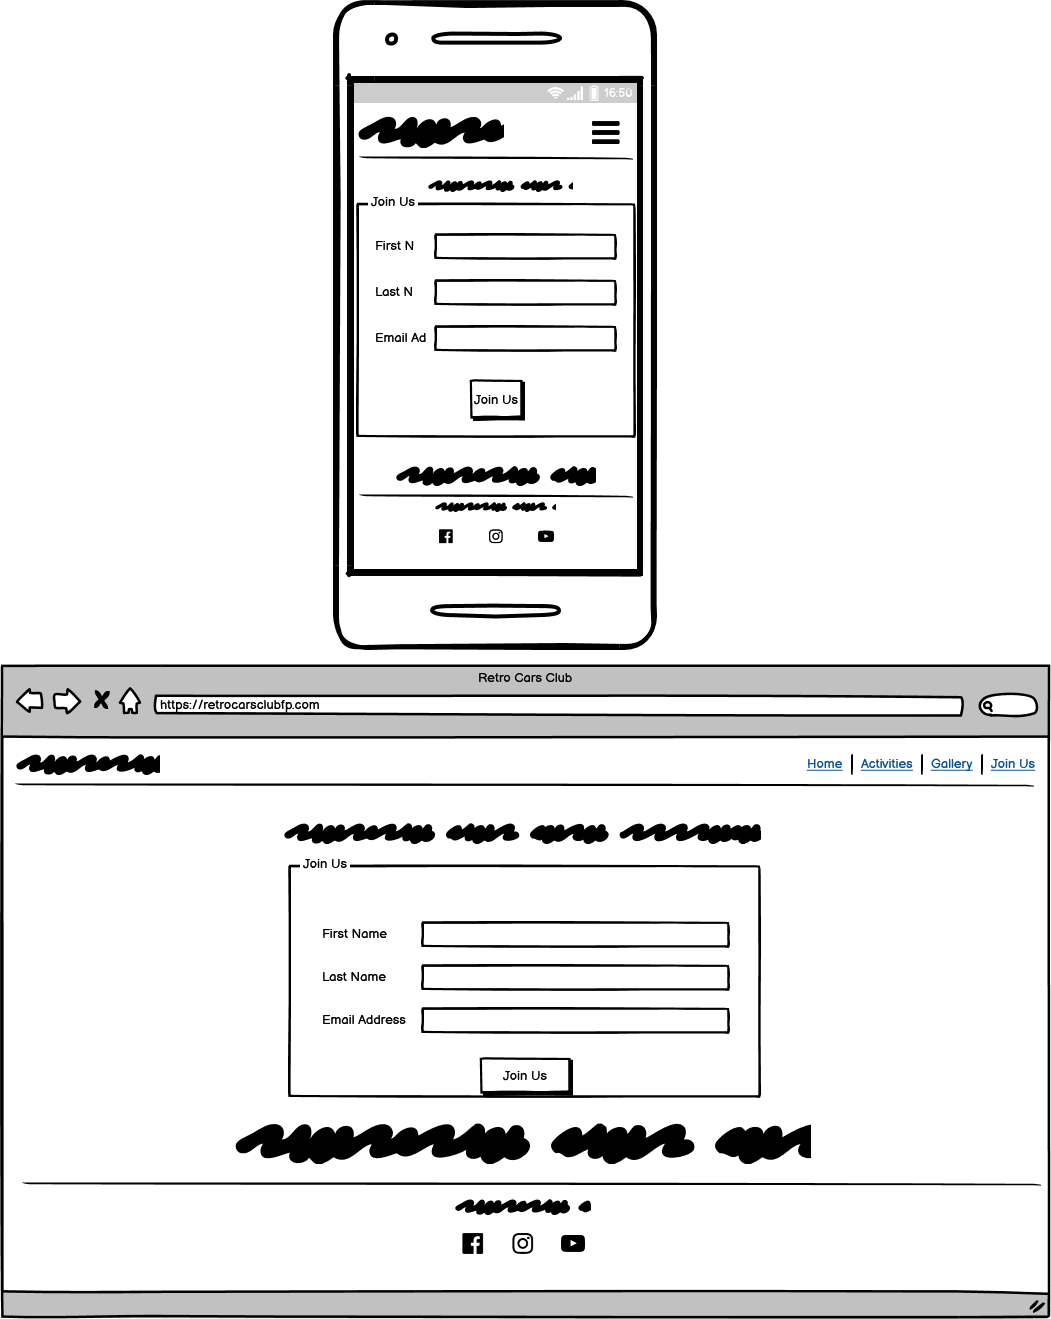 16:50
Join Us
First N
Last N
Email Ad
Join Us
Retro Cars Club
https://retrocarsclubfp.com
Home Activities Gallery Join Us
Join Us
First Name
Last Name
Email Address
Join Us